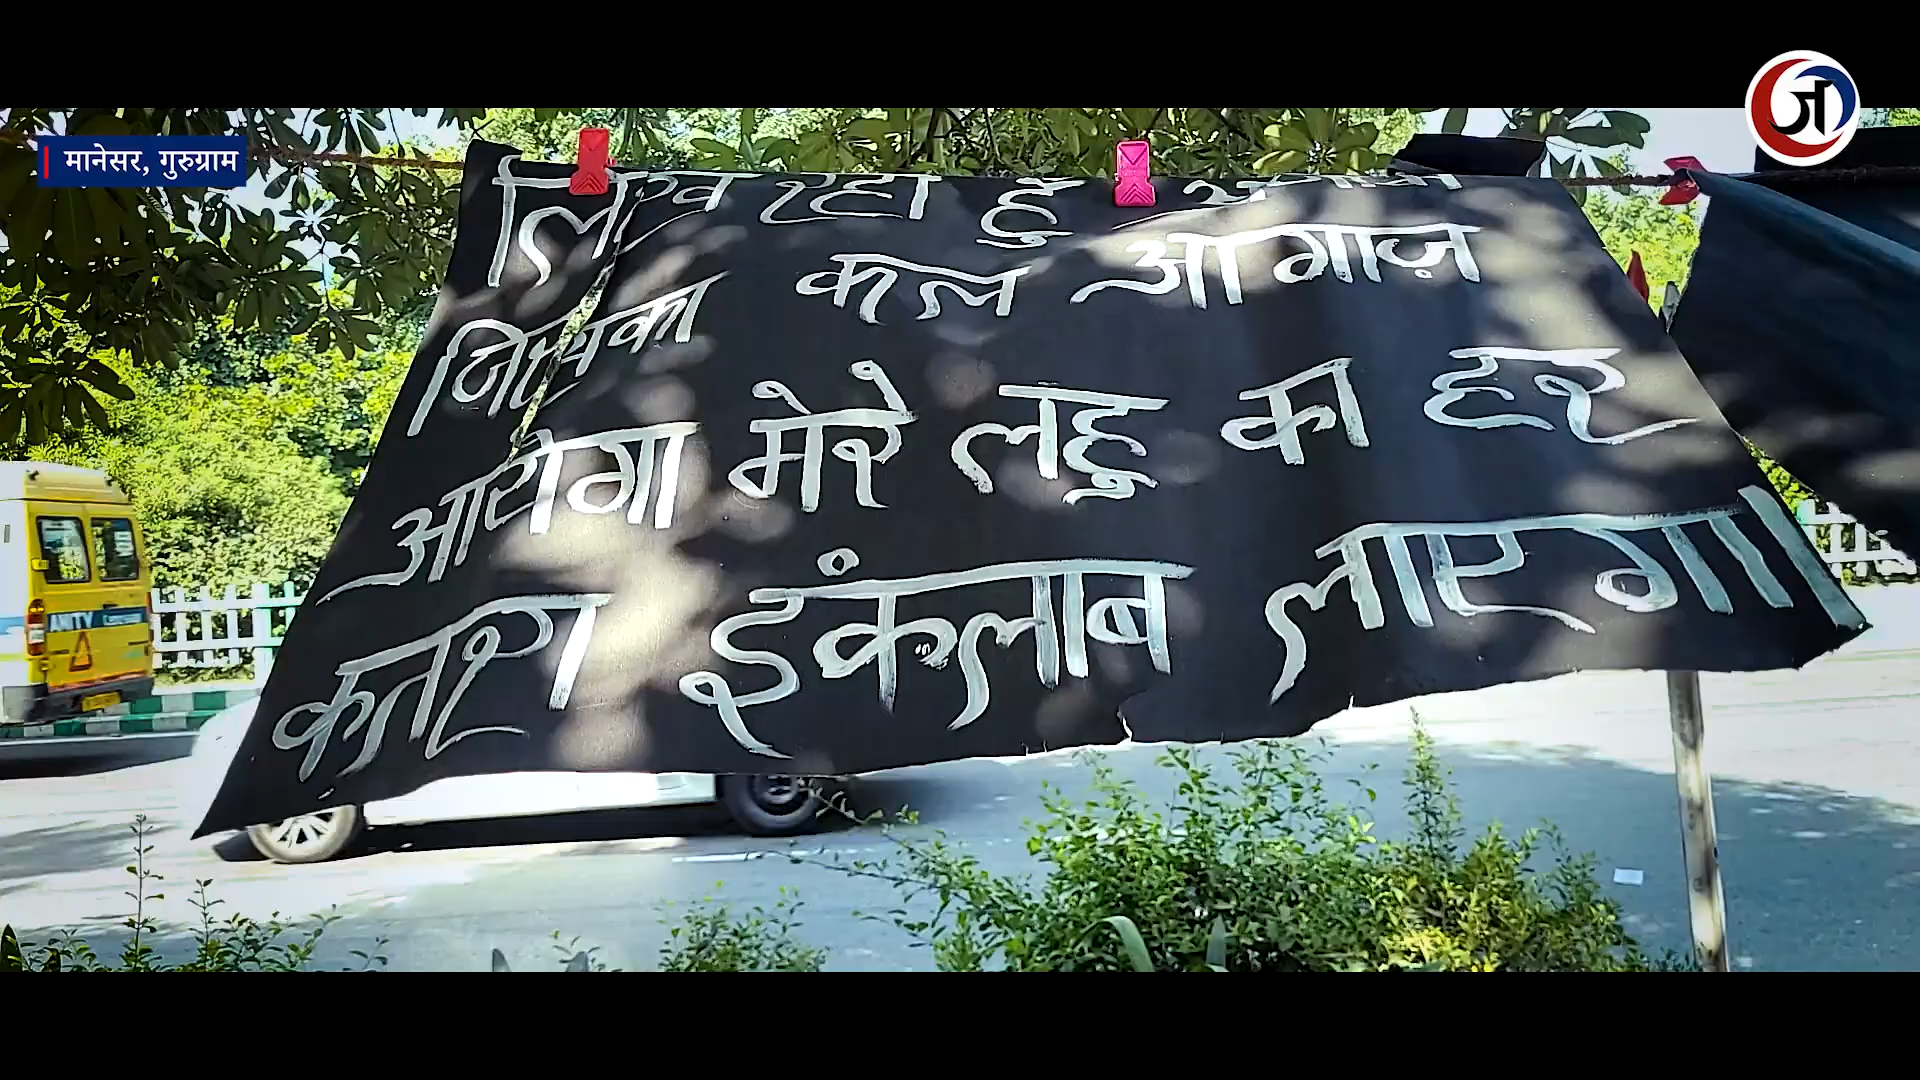 मानेसर, गुरुग्राम
लिख रहा हूं
जिसका कल आगाज़
आयेगा मेरे लहु का हर
कतरा इंकलाब लाएगा